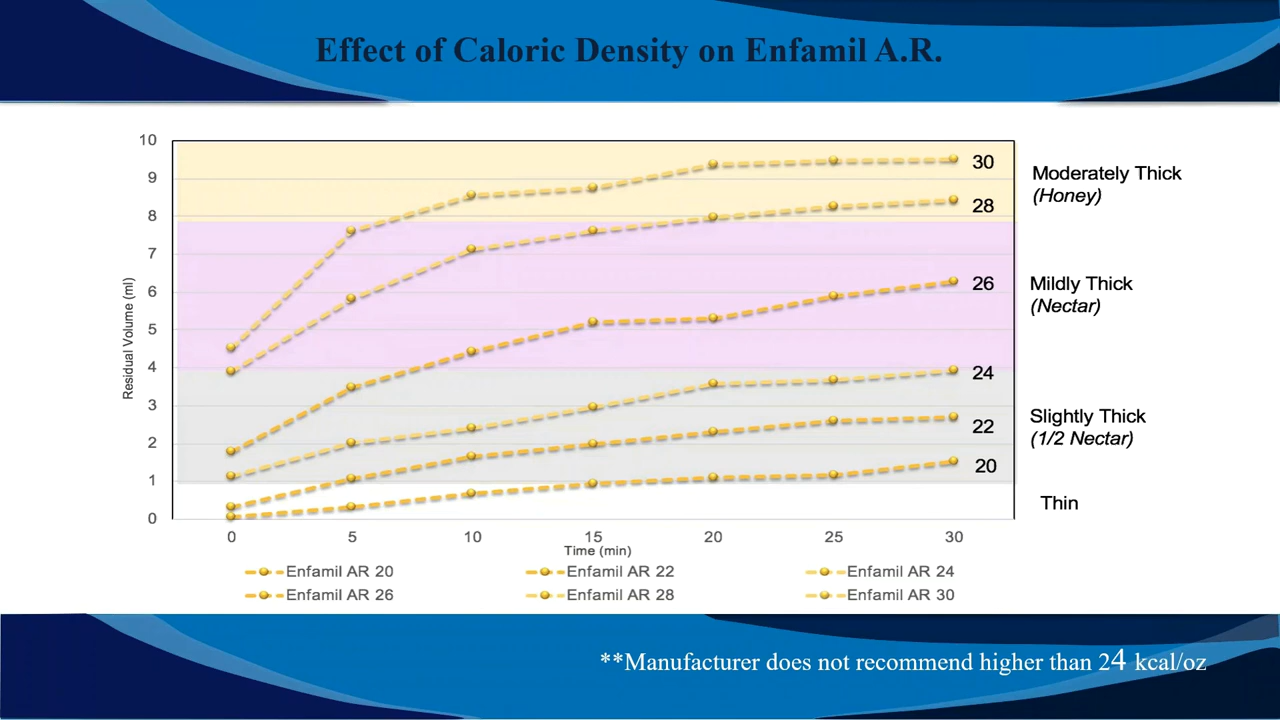 Effect of Caloric Density on Enfamil A.R.
10
9
8
7
6
5
4
3
2
1
0
Residual Volume (ml)
0 5 10 15 20 25 30
Time (min)
30
28
26
24
22
20
Moderately Thick
(Honey)
Mildly Thick
(Nectar)
Slightly Thick
(1/2 Nectar)
Thin
Enfamil AR 20 Enfamil AR 22 Enfamil AR 24
Enfamil AR 26 Enfamil AR 28 Enfamil AR 30
**Manufacturer does not recommend higher than 24 kcal/oz